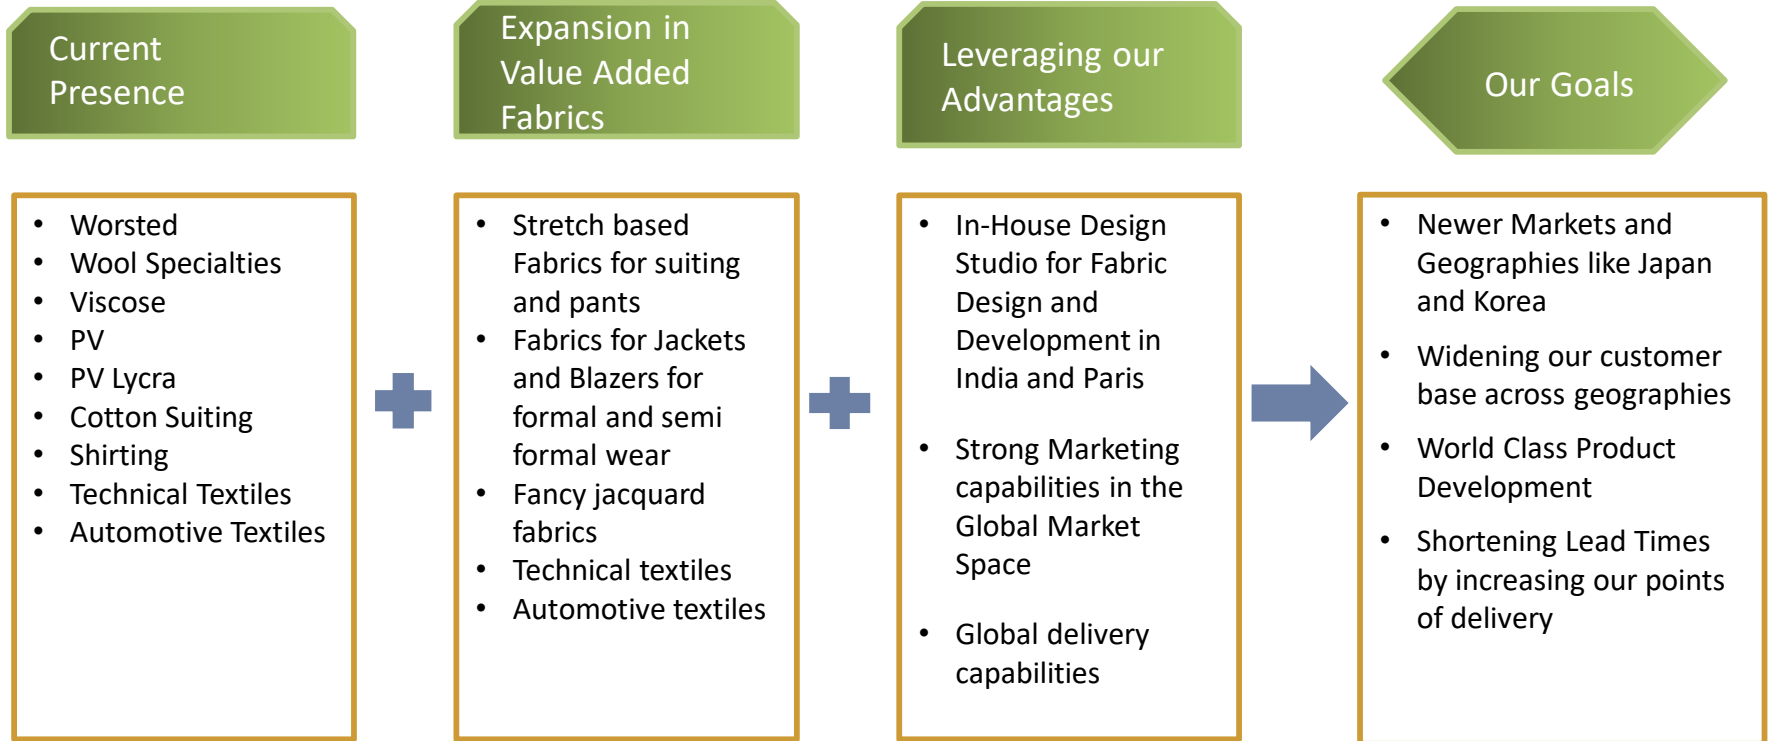 Current
Presence
Expansion in
Value Added
Fabrics
Leveraging our
Advantages
Our Goals
• Worsted
• Wool Specialties
• Viscose
• PV
• PV Lycra
• Cotton Suiting
• Shirting
• Technical Textiles
• Automotive Textiles
• Stretch based
Fabrics for suiting
and pants
• Fabrics for Jackets
and Blazers for
formal and semi
formal wear
• Fancy jacquard
fabrics
• Technical textiles
• Automotive textiles
• In-House Design
Studio for Fabric
Design and
Development in
India and Paris
• Strong Marketing
capabilities in the
Global Market
Space
• Global delivery
capabilities
• Newer Markets and
Geographies like Japan
and Korea
• Widening our customer
base across geographies
• World Class Product
Development
• Shortening Lead Times
by increasing our points
of delivery